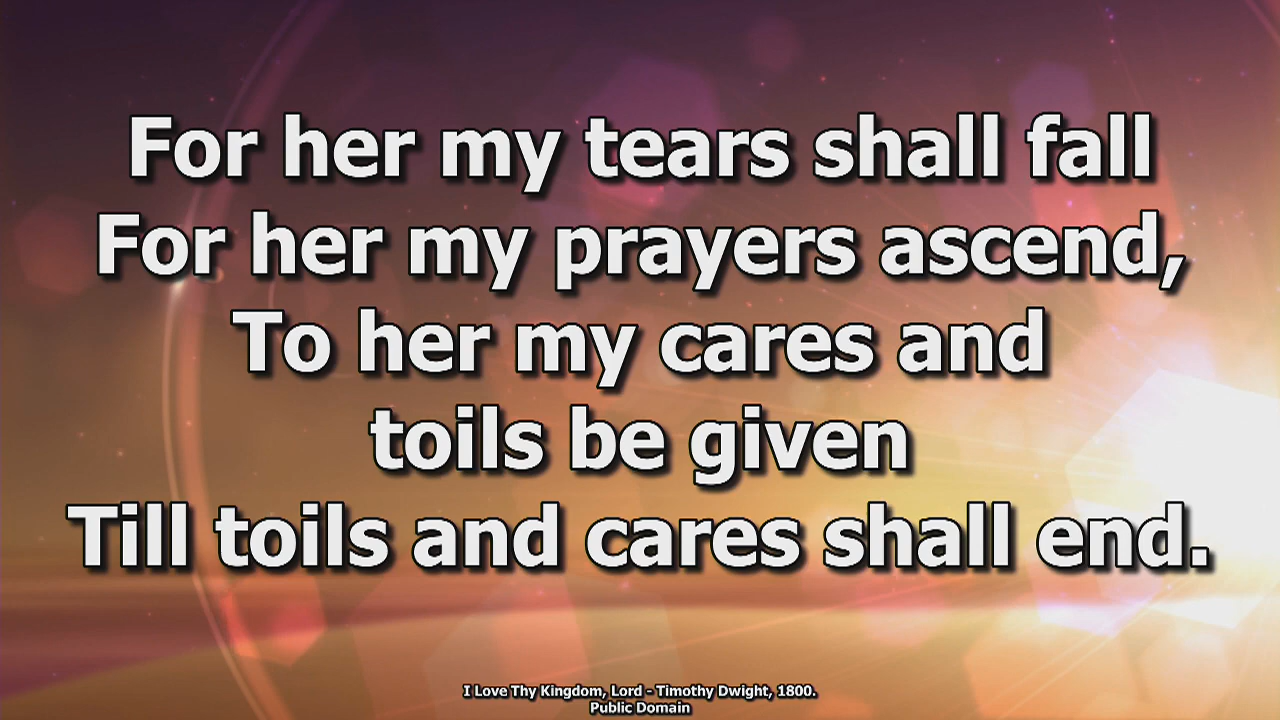 For her my tears shall fall
For her my prayers ascend,
To her my cares and
toils be given
Till toils and cares shall end.
I Love Thy Kingdom, Lord - Timothy Dwight, 1800.
Public Domain